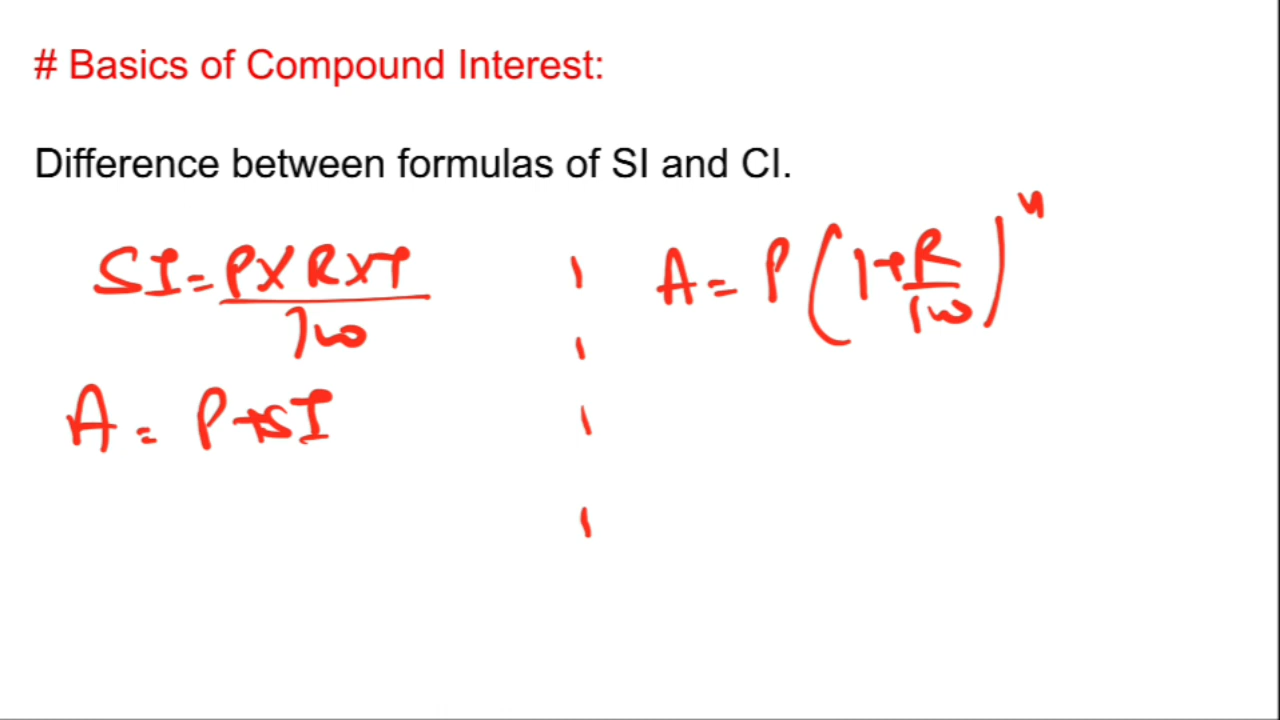 # Basics of Compound Interest:
Difference between formulas of SI and CI.
SI = P X R X T / 100
A = P + SI
A = P ( 1 + R / 100 ) n